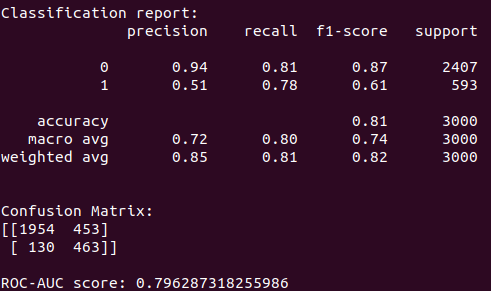 Classification report:
precision recall f1-score support
0 0.94 0.81 0.87 2407
1 0.51 0.78 0.61 593
accuracy 0.81 3000
macro avg 0.72 0.80 0.74 3000
weighted avg 0.85 0.81 0.82 3000
Confusion Matrix:
[[1954 453]
[ 130 463]]
ROC-AUC score: 0.796287318255986